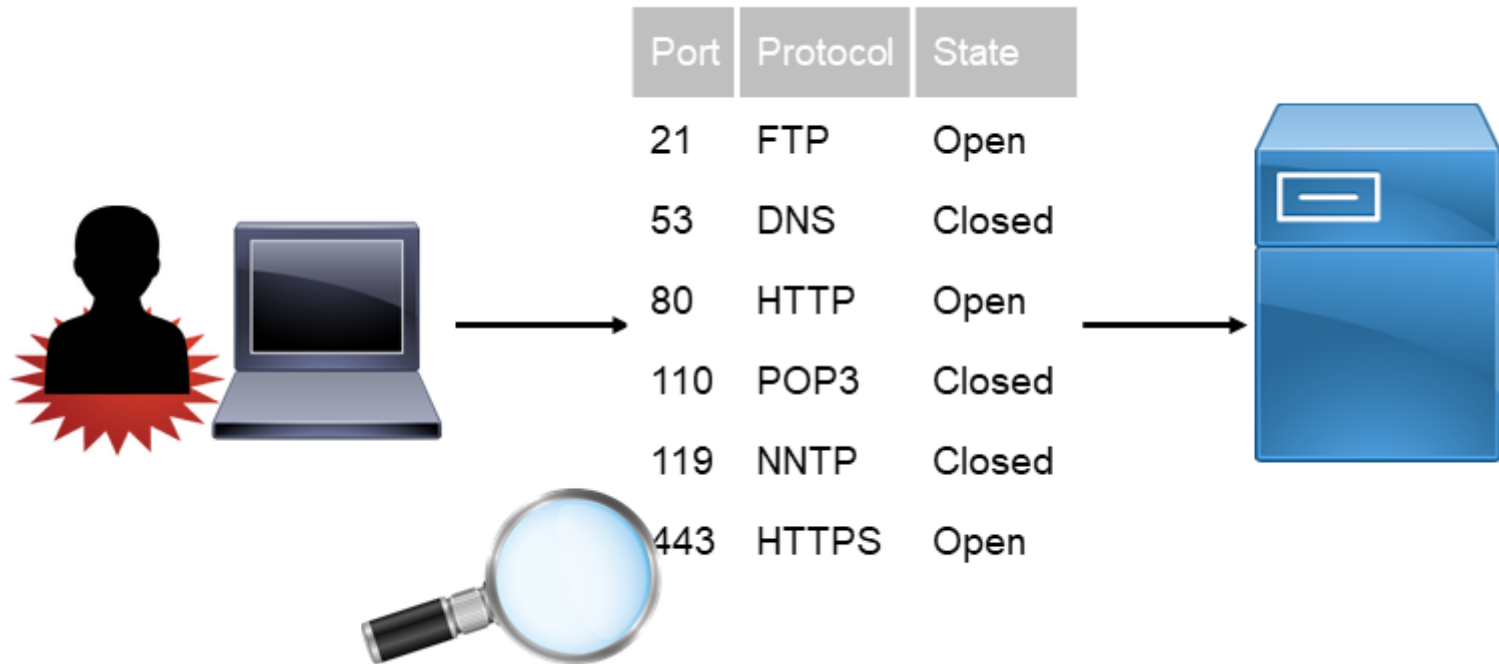 Port Protocol State
21 FTP Open
53 DNS Closed
80 HTTP Open
110 POP3 Closed
119 NNTP Closed
443 HTTPS Open